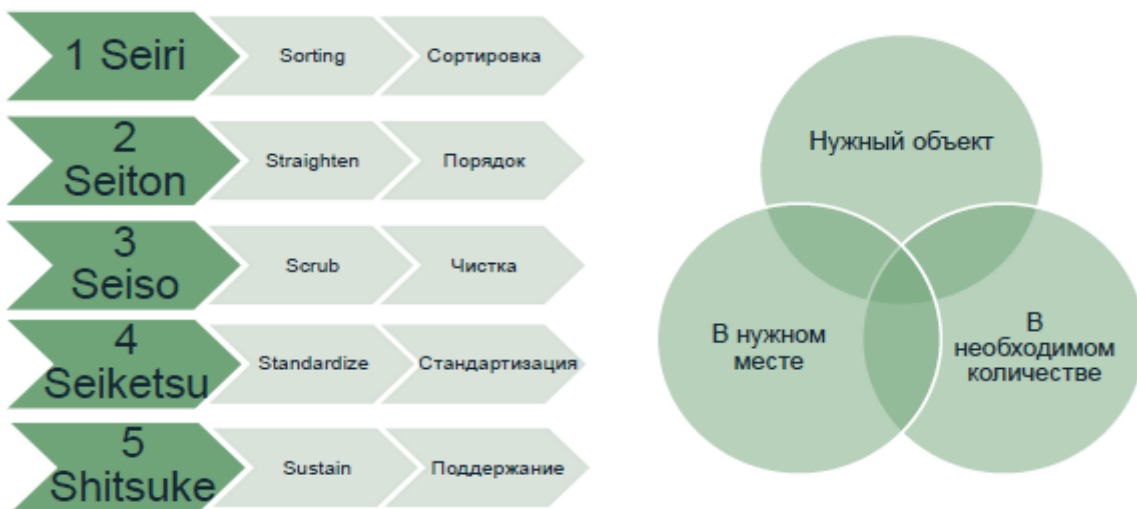 1 Seiri
Sorting
Сортировка
2
Seiton
Straighten
Порядок
3
Seiso
Scrub
Чистка
4
Seiketsu
Standardize
Стандартизация
5
Shitsuke
Sustain
Поддержание
Нужный объект
В нужном
месте
В
необходимом
количестве